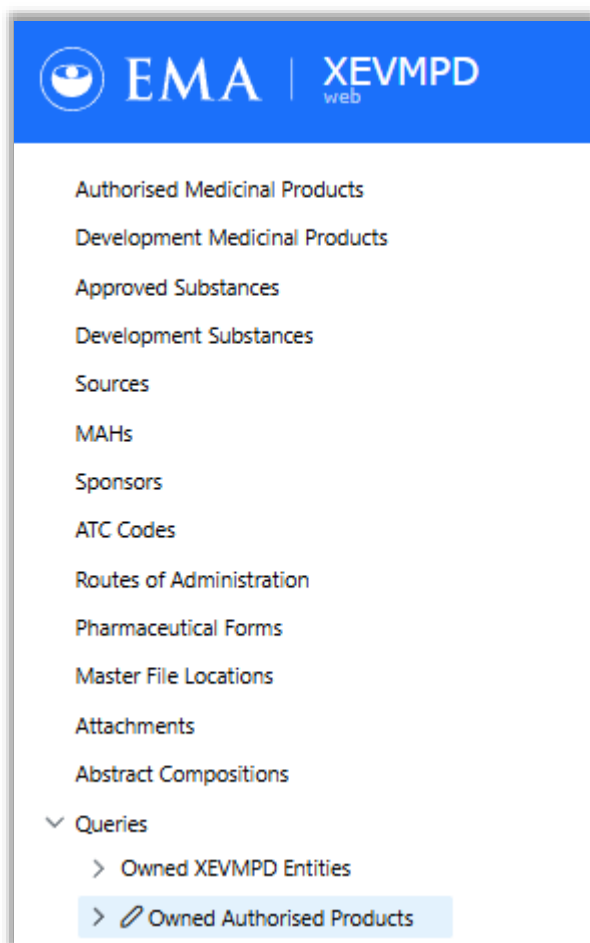 EMA | XEVMPD
web
Authorised Medicinal Products
Development Medicinal Products
Approved Substances
Development Substances
Sources
MAHs
Sponsors
ATC Codes
Routes of Administration
Pharmaceutical Forms
Master File Locations
Attachments
Abstract Compositions
Queries
Owned XEVMPD Entities
Owned Authorised Products